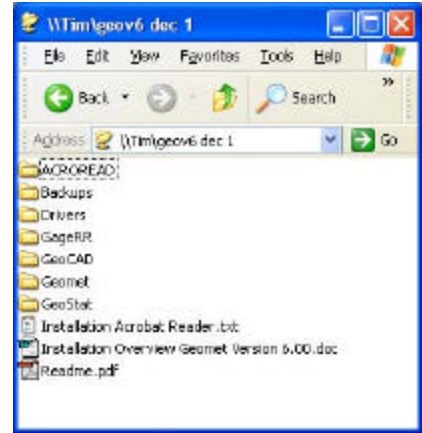 \\Tim\geov6 dec 1
File Edit View Favorites Tools Help
Back Search »
Address \\Tim\geov6 dec 1 Go
ACROREAD
Backups
Drivers
GageRR
GeoCAD
Geomet
GeoStat
Installation Acrobat Reader.txt
Installation Overview Geomet Version 6.00.doc
Readme.pdf